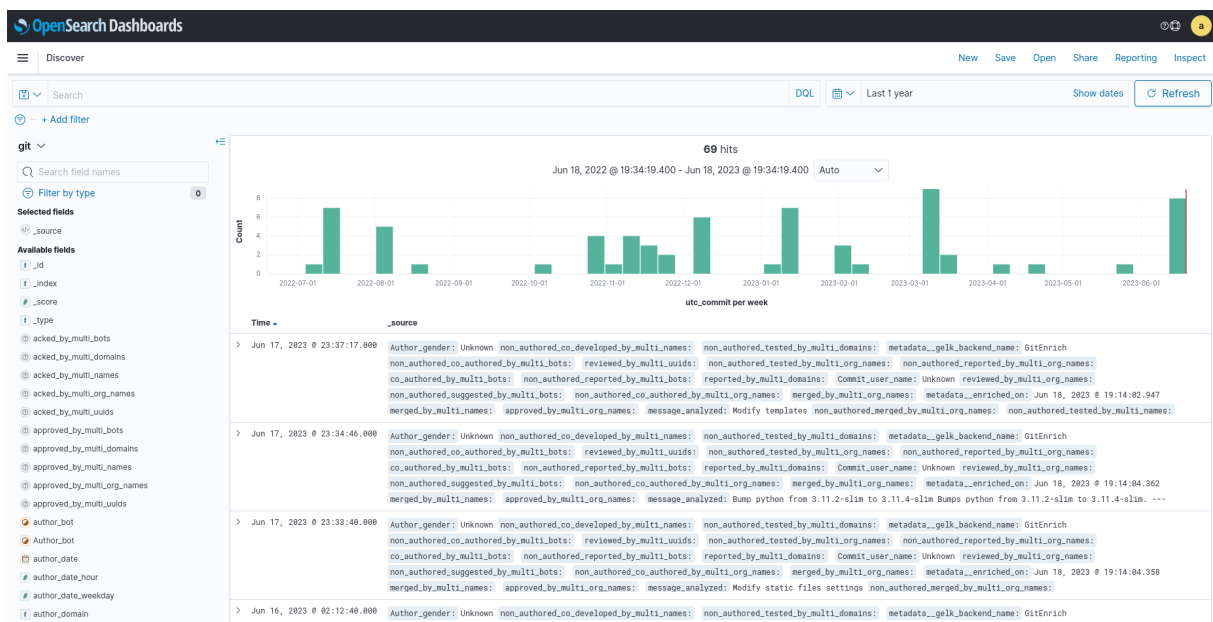 OpenSearch Dashboards
a
Discover
New Save Open Share Reporting Inspect
Search DQL Last 1 year Show dates Refresh
+ Add filter
git
Search field names
Filter by type 0
Selected fields
_source
Available fields
t _id
t _index
# _score
t _type
acked_by_multi_bots
acked_by_multi_domains
acked_by_multi_names
acked_by_multi_org_names
acked_by_multi_uuids
approved_by_multi_bots
approved_by_multi_domains
approved_by_multi_names
approved_by_multi_org_names
approved_by_multi_uuids
author_bot
Author_bot
author_date
# author_date_hour
# author_date_weekday
t author_domain
69 hits
Jun 18, 2022 @ 19:34:19.400 - Jun 18, 2023 @ 19:34:19.400 Auto
Count
8
6
4
2
0
2022-07-01 2022-08-01 2022-09-01 2022-10-01 2022-11-01 2022-12-01 2023-01-01 2023-02-01 2023-03-01 2023-04-01 2023-05-01 2023-06-01
utc_commit per week
Time _source
Jun 17, 2023 @ 23:37:17.000 Author_gender: Unknown non_authored_co_developed_by_multi_names: non_authored_tested_by_multi_domains: metadata__gelk_backend_name: GitEnrich
non_authored_co_authored_by_multi_bots: reviewed_by_multi_uuids: non_authored_tested_by_multi_org_names: non_authored_reported_by_multi_org_names:
co_authored_by_multi_bots: non_authored_reported_by_multi_bots: reported_by_multi_domains: Commit_user_name: Unknown reviewed_by_multi_org_names:
non_authored_suggested_by_multi_bots: non_authored_co_authored_by_multi_org_names: merged_by_multi_org_names: metadata__enriched_on: Jun 18, 2023 @ 19:14:02.947
merged_by_multi_names: approved_by_multi_org_names: message_analyzed: Modify templates non_authored_merged_by_multi_org_names: non_authored_tested_by_multi_names:
Jun 17, 2023 @ 23:34:46.000 Author_gender: Unknown non_authored_co_developed_by_multi_names: non_authored_tested_by_multi_domains: metadata__gelk_backend_name: GitEnrich
non_authored_co_authored_by_multi_bots: reviewed_by_multi_uuids: non_authored_tested_by_multi_org_names: non_authored_reported_by_multi_org_names:
co_authored_by_multi_bots: non_authored_reported_by_multi_bots: reported_by_multi_domains: Commit_user_name: Unknown reviewed_by_multi_org_names:
non_authored_suggested_by_multi_bots: non_authored_co_authored_by_multi_org_names: merged_by_multi_org_names: metadata__enriched_on: Jun 18, 2023 @ 19:14:04.362
merged_by_multi_names: approved_by_multi_org_names: message_analyzed: Bump python from 3.11.2-slim to 3.11.4-slim Bumps python from 3.11.2-slim to 3.11.4-slim. ---
Jun 17, 2023 @ 23:33:40.000 Author_gender: Unknown non_authored_co_developed_by_multi_names: non_authored_tested_by_multi_domains: metadata__gelk_backend_name: GitEnrich
non_authored_co_authored_by_multi_bots: reviewed_by_multi_uuids: non_authored_tested_by_multi_org_names: non_authored_reported_by_multi_org_names:
co_authored_by_multi_bots: non_authored_reported_by_multi_bots: reported_by_multi_domains: Commit_user_name: Unknown reviewed_by_multi_org_names:
non_authored_suggested_by_multi_bots: non_authored_co_authored_by_multi_org_names: merged_by_multi_org_names: metadata__enriched_on: Jun 18, 2023 @ 19:14:04.358
merged_by_multi_names: approved_by_multi_org_names: message_analyzed: Modify static files settings non_authored_merged_by_multi_org_names:
Jun 16, 2023 @ 02:12:40.000 Author_gender: Unknown non_authored_co_developed_by_multi_names: non_authored_tested_by_multi_domains: metadata__gelk_backend_name: GitEnrich